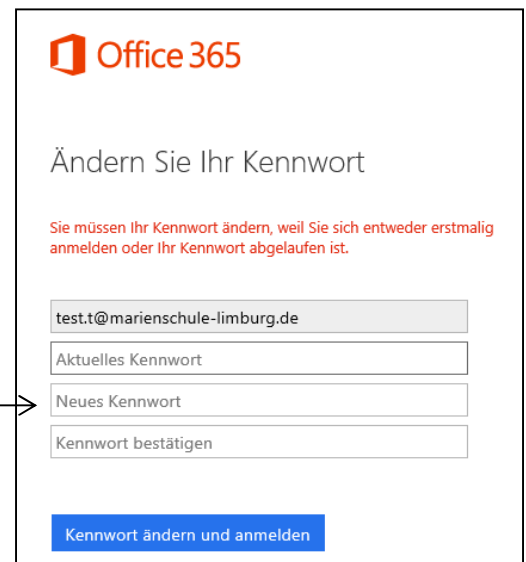 Office 365
Ändern Sie Ihr Kennwort
Sie müssen Ihr Kennwort ändern, weil Sie sich entweder erstmalig
anmelden oder Ihr Kennwort abgelaufen ist.
test.t@marienschule-limburg.de
Aktuelles Kennwort
Neues Kennwort
Kennwort bestätigen
Kennwort ändern und anmelden